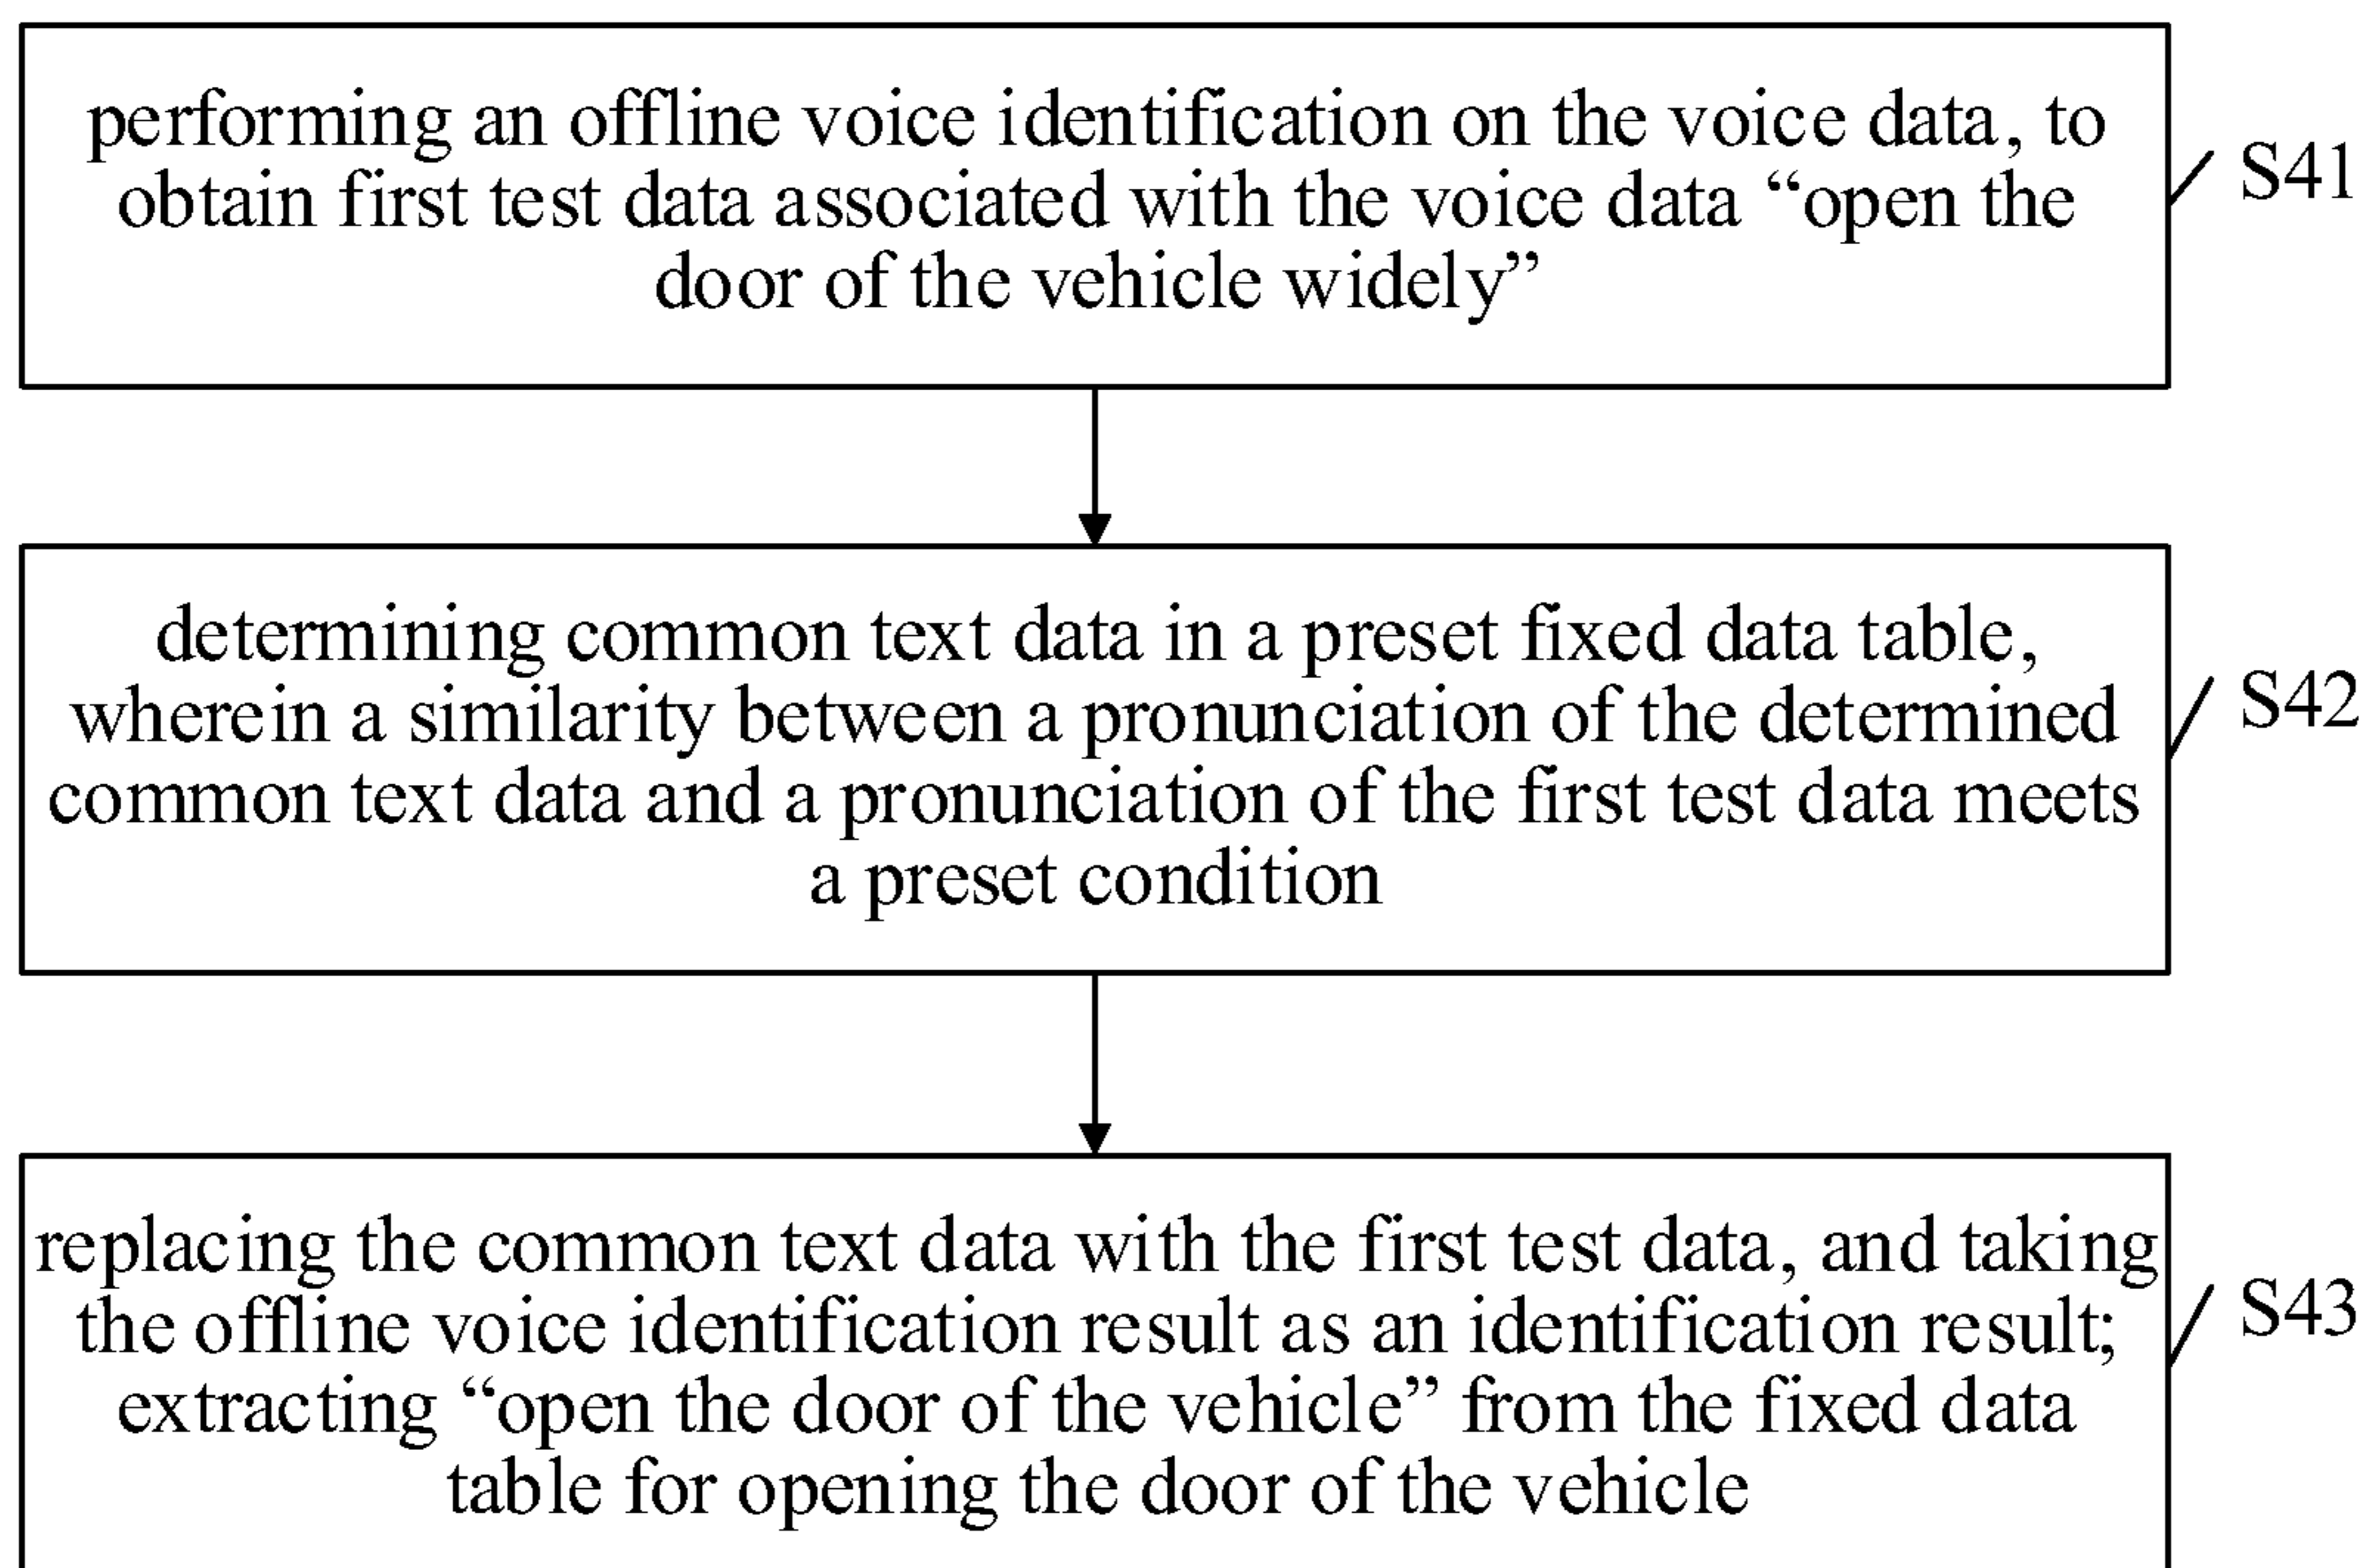 performing an offline voice identification on the voice data, to
obtain first test data associated with the voice data “open the
door of the vehicle widely”
S41
determining common text data in a preset fixed data table,
wherein a similarity between a pronunciation of the determined
common text data and a pronunciation of the first test data meets
a preset condition
S42
replacing the common text data with the first test data, and taking
the offline voice identification result as an identification result;
extracting “open the door of the vehicle” from the fixed data
table for opening the door of the vehicle
S43